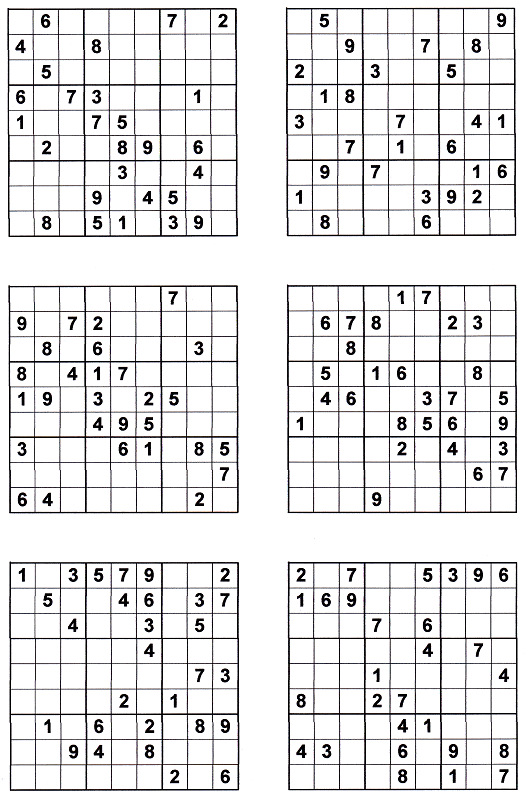 6 7 2
4 8
5
6 7 3 1
1 7 5
2 8 9 6
3 4
9 4 5
8 5 1 3 9
5 9
9 7 8
2 3 5
1 8
3 7 4 1
7 1 6
9 7 1 6
1 3 9 2
8 6
7
9 7 2
8 6 3
8 4 1 7
1 9 3 2 5
4 9 5
3 6 1 8 5
7
6 4 2
1 7
6 7 8 2 3
8
5 1 6 8
4 6 3 7 5
1 8 5 6 9
2 4 3
6 7
9
1 3 5 7 9 2
5 4 6 3 7
4 3 5
4
7 3
2 1
1 6 2 8 9
9 4 8
2 6
2 7 5 3 9 6
1 6 9
7 6
4 7
1 4
8 2 7
4 1
4 3 6 9 8
8 1 7